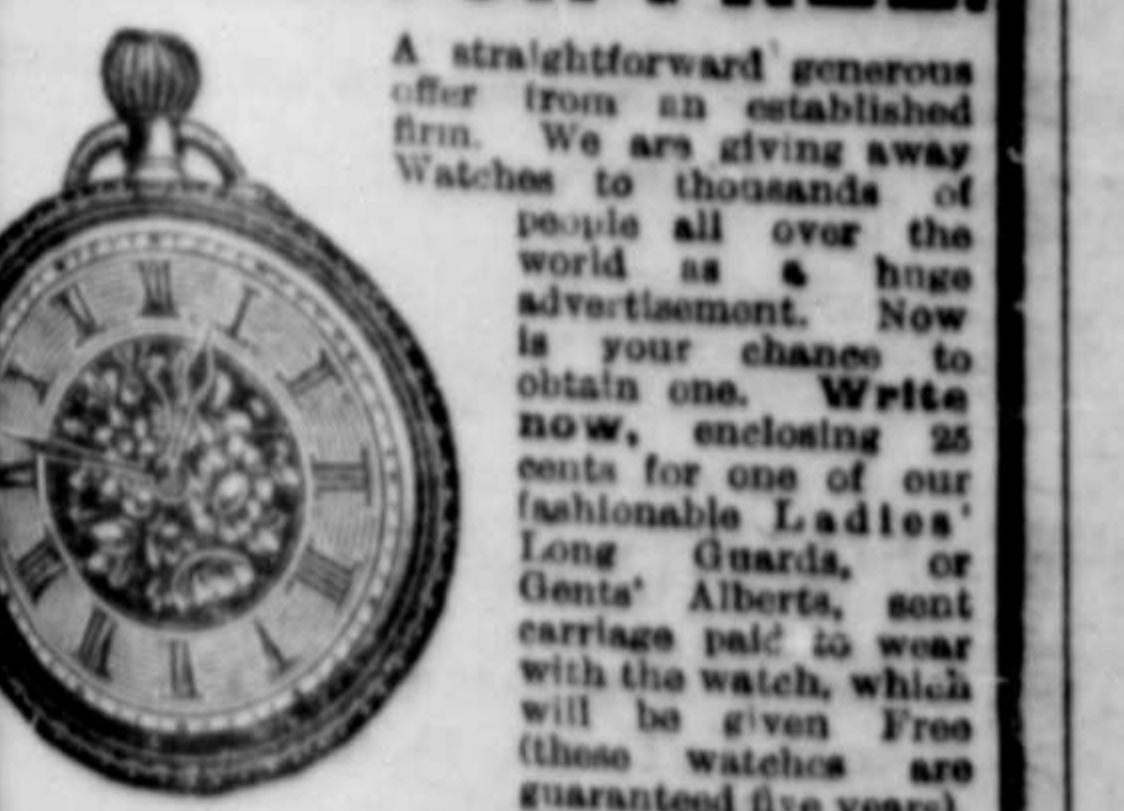 A straightforward generous
offer from an established
firm. We are giving away
Watches to thousands of
people all over the
world as a huge
advertisement. Now
is your chance to
obtain one. Write
now, enclosing 25
cents for one of our
fashionable Ladies'
Long Guards, or
Gents' Alberts, sent
carriage paid to wear
with the watch, which
will be given Free
(these watches are
guaranteed five years).